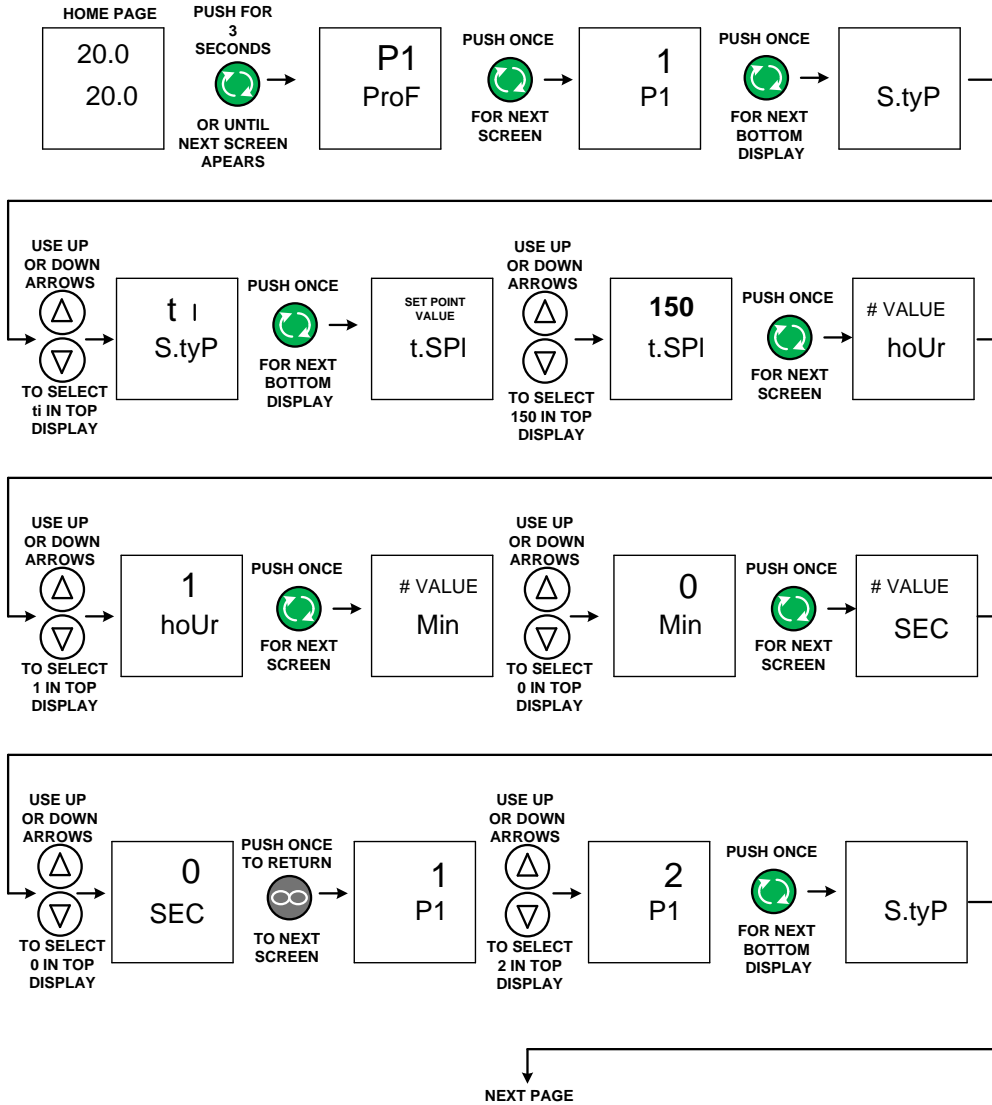 HOME PAGE
20.0
20.0
PUSH FOR
3
SECONDS
OR UNTIL
NEXT SCREEN
APEARS
P1
ProF
PUSH ONCE
FOR NEXT
SCREEN
1
P1
PUSH ONCE
FOR NEXT
BOTTOM
DISPLAY
S.tyP
USE UP
OR DOWN
ARROWS
TO SELECT
ti IN TOP
DISPLAY
t I
S.tyP
PUSH ONCE
FOR NEXT
BOTTOM
DISPLAY
SET POINT
VALUE
t.SPI
USE UP
OR DOWN
ARROWS
TO SELECT
150 IN TOP
DISPLAY
150
t.SPI
PUSH ONCE
FOR NEXT
SCREEN
# VALUE
hoUr
USE UP
OR DOWN
ARROWS
TO SELECT
1 IN TOP
DISPLAY
1
hoUr
PUSH ONCE
FOR NEXT
SCREEN
# VALUE
Min
USE UP
OR DOWN
ARROWS
TO SELECT
0 IN TOP
DISPLAY
0
Min
PUSH ONCE
FOR NEXT
SCREEN
# VALUE
SEC
USE UP
OR DOWN
ARROWS
TO SELECT
0 IN TOP
DISPLAY
0
SEC
PUSH ONCE
TO RETURN
TO NEXT
SCREEN
1
P1
USE UP
OR DOWN
ARROWS
TO SELECT
2 IN TOP
DISPLAY
2
P1
PUSH ONCE
FOR NEXT
BOTTOM
DISPLAY
S.tyP
NEXT PAGE